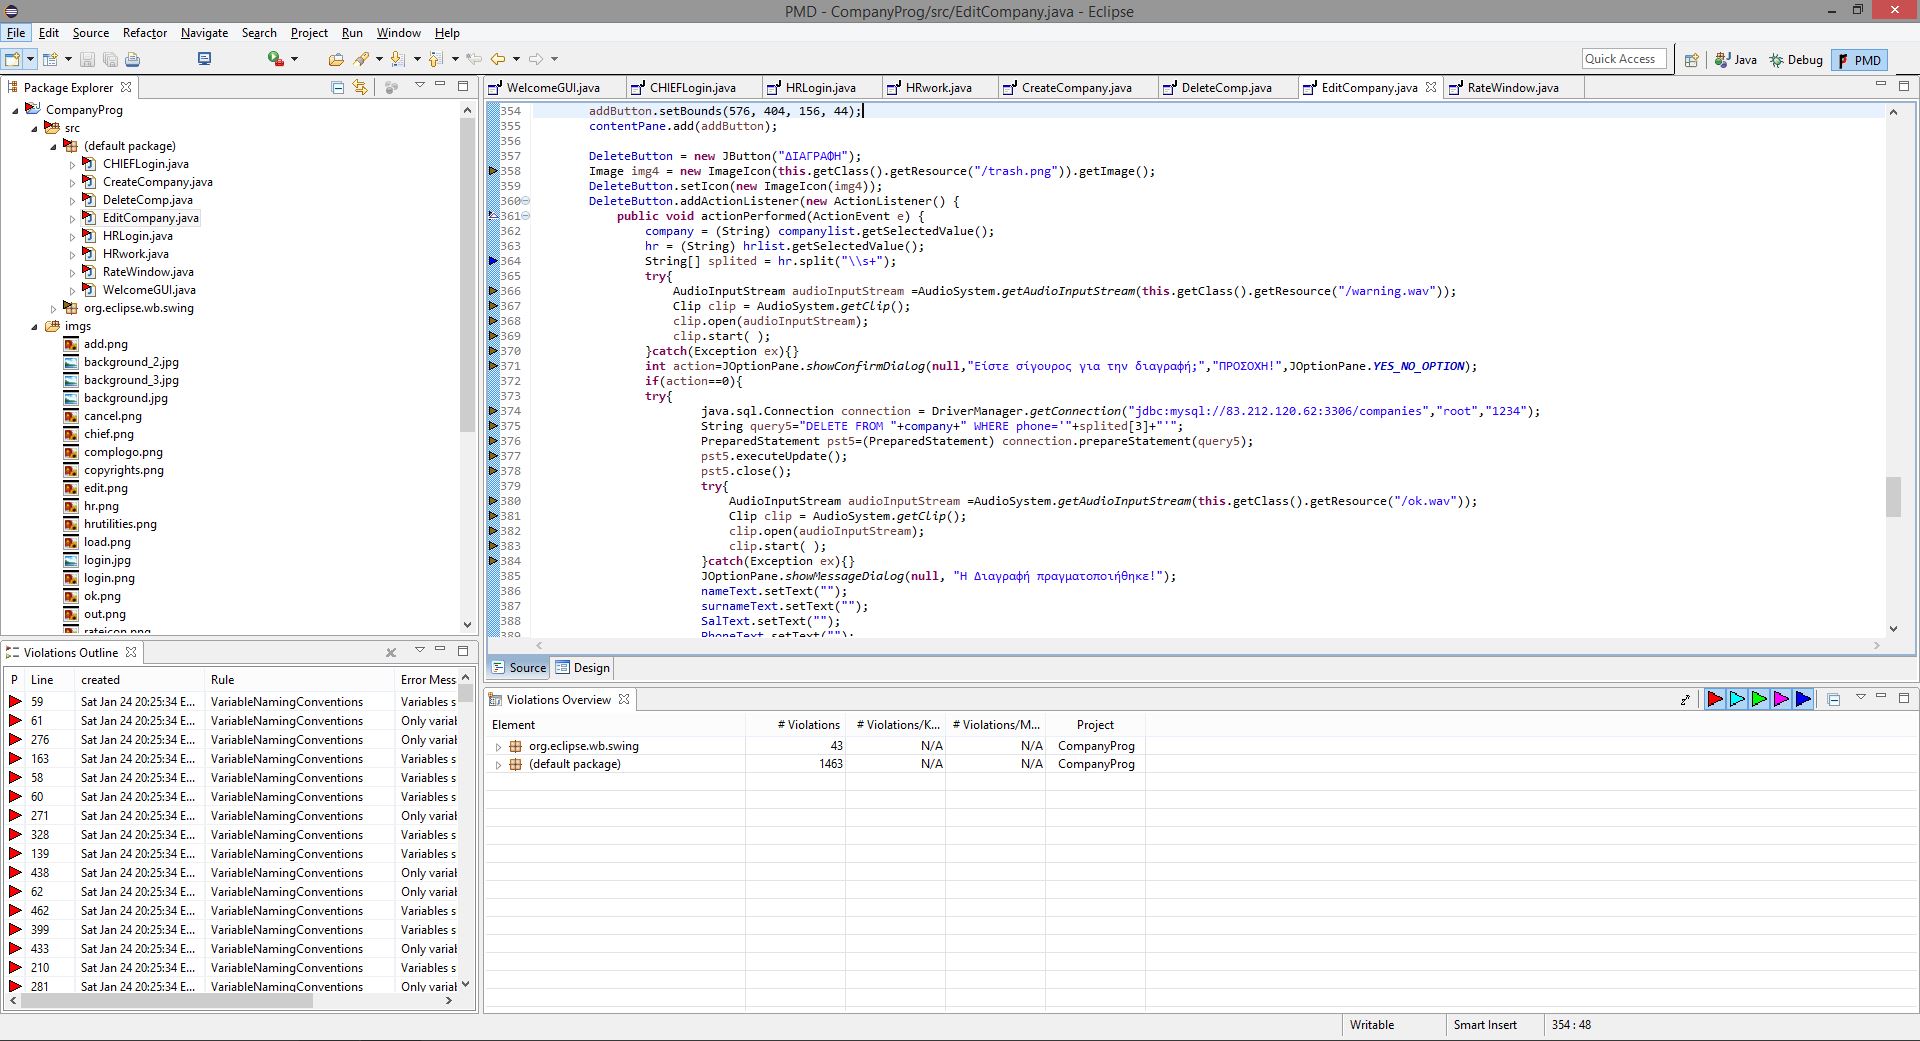 PMD - CompanyProg/src/EditCompany.java - Eclipse
File Edit Source Refactor Navigate Search Project Run Window Help
Quick Access Java Debug PMD
Package Explorer
CompanyProg
src
(default package)
CHIEFLogin.java
CreateCompany.java
DeleteComp.java
EditCompany.java
HRLogin.java
HRwork.java
RateWindow.java
WelcomeGUI.java
org.eclipse.wb.swing
imgs
add.png
background_2.jpg
background_3.jpg
background.jpg
cancel.png
chief.png
complogo.png
copyrights.png
edit.png
hr.png
hrutilities.png
load.png
login.jpg
login.png
ok.png
out.png
rateicon.png
WelcomeGUI.java CHIEFLogin.java HRLogin.java HRwork.java CreateCompany.java DeleteComp.java EditCompany.java RateWindow.java
354 addButton.setBounds(576, 404, 156, 44);
355 contentPane.add(addButton);
356
357 DeleteButton = new JButton("ΔΙΑΓΡΑΦΗ");
358 Image img4 = new ImageIcon(this.getClass().getResource("/trash.png")).getImage();
359 DeleteButton.setIcon(new ImageIcon(img4));
360 DeleteButton.addActionListener(new ActionListener() {
361 public void actionPerformed(ActionEvent e) {
362 company = (String) companylist.getSelectedValue();
363 hr = (String) hrlist.getSelectedValue();
364 String[] splited = hr.split("\\s+");
365 try{
366 AudioInputStream audioInputStream =AudioSystem.getAudioInputStream(this.getClass().getResource("/warning.wav"));
367 Clip clip = AudioSystem.getClip();
368 clip.open(audioInputStream);
369 clip.start( );
370 }catch(Exception ex){}
371 int action=JOptionPane.showConfirmDialog(null,"Είστε σίγουρος για την διαγραφή;","ΠΡΟΣΟΧΗ!",JOptionPane.YES_NO_OPTION);
372 if(action==0){
373 try{
374 java.sql.Connection connection = DriverManager.getConnection("jdbc:mysql://83.212.120.62:3306/companies","root","1234");
375 String query5="DELETE FROM "+company+" WHERE phone='"+splited[3]+"'";
376 PreparedStatement pst5=(PreparedStatement) connection.prepareStatement(query5);
377 pst5.executeUpdate();
378 pst5.close();
379 try{
380 AudioInputStream audioInputStream =AudioSystem.getAudioInputStream(this.getClass().getResource("/ok.wav"));
381 Clip clip = AudioSystem.getClip();
382 clip.open(audioInputStream);
383 clip.start( );
384 }catch(Exception ex){}
385 JOptionPane.showMessageDialog(null, "Η Διαγραφή πραγματοποιήθηκε!");
386 nameText.setText("");
387 surnameText.setText("");
388 SalText.setText("");
389 PhoneText.setText("");
Source Design
Violations Outline
P Line created Rule Error Mess
59 Sat Jan 24 20:25:34 E... VariableNamingConventions Variables s
61 Sat Jan 24 20:25:34 E... VariableNamingConventions Only varial
276 Sat Jan 24 20:25:34 E... VariableNamingConventions Only varial
163 Sat Jan 24 20:25:34 E... VariableNamingConventions Variables s
58 Sat Jan 24 20:25:34 E... VariableNamingConventions Variables s
60 Sat Jan 24 20:25:34 E... VariableNamingConventions Variables s
271 Sat Jan 24 20:25:34 E... VariableNamingConventions Only varial
328 Sat Jan 24 20:25:34 E... VariableNamingConventions Variables s
139 Sat Jan 24 20:25:34 E... VariableNamingConventions Variables s
438 Sat Jan 24 20:25:34 E... VariableNamingConventions Only varial
62 Sat Jan 24 20:25:34 E... VariableNamingConventions Only varial
462 Sat Jan 24 20:25:34 E... VariableNamingConventions Variables s
399 Sat Jan 24 20:25:34 E... VariableNamingConventions Variables s
433 Sat Jan 24 20:25:34 E... VariableNamingConventions Only varial
210 Sat Jan 24 20:25:34 E... VariableNamingConventions Variables s
281 Sat Jan 24 20:25:34 E... VariableNamingConventions Only varial
Violations Overview
Element # Violations # Violations/K... # Violations/M... Project
org.eclipse.wb.swing 43 N/A N/A CompanyProg
(default package) 1463 N/A N/A CompanyProg
Writable Smart Insert 354 : 48